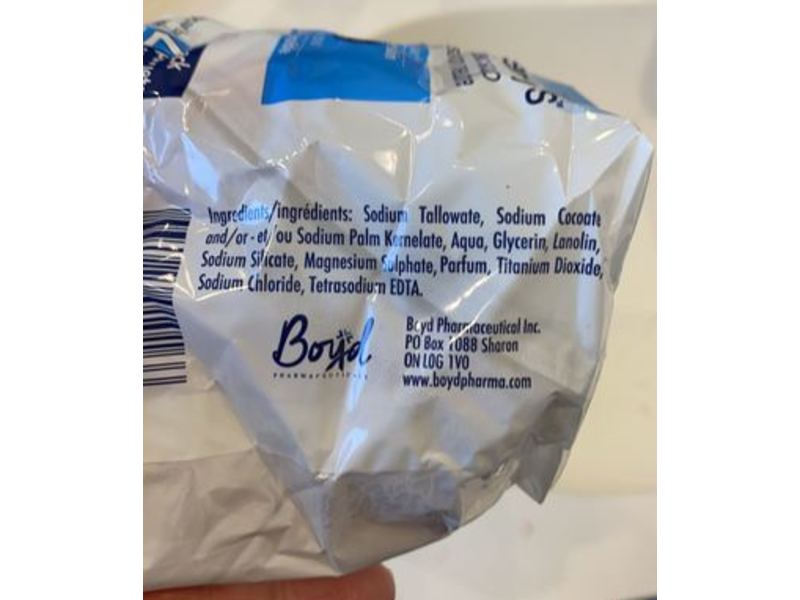 Ingredients/ingrédients: Sodium Tallowate, Sodium Cocoate
and/or - et/ou Sodium Palm Kernelate, Aqua, Glycerin, Lanolin,
Sodium Silicate, Magnesium Sulphate, Parfum, Titanium Dioxide,
Sodium Chloride, Tetrasodium EDTA.
Boyd
PHARMACEUTICALS
Boyd Pharmaceutical Inc.
PO Box 1088 Sharon
ON L0G 1V0
www.boydpharma.com